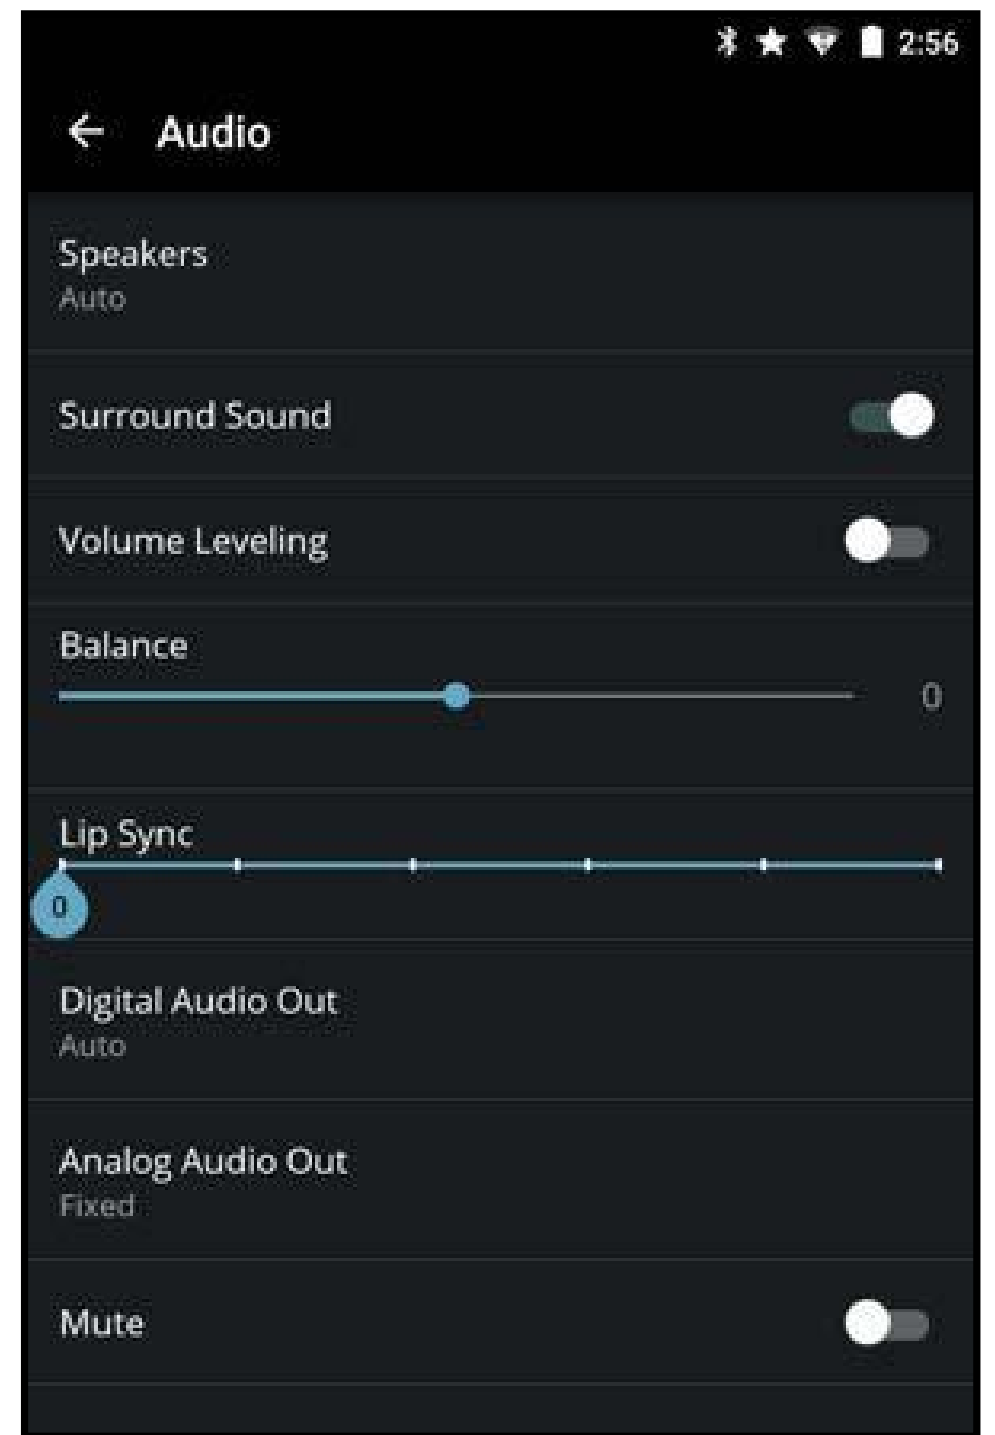 2:56
Audio
Speakers
Auto
Surround Sound
Volume Leveling
Balance
0
Lip Sync
0
Digital Audio Out
Auto
Analog Audio Out
Fixed
Mute